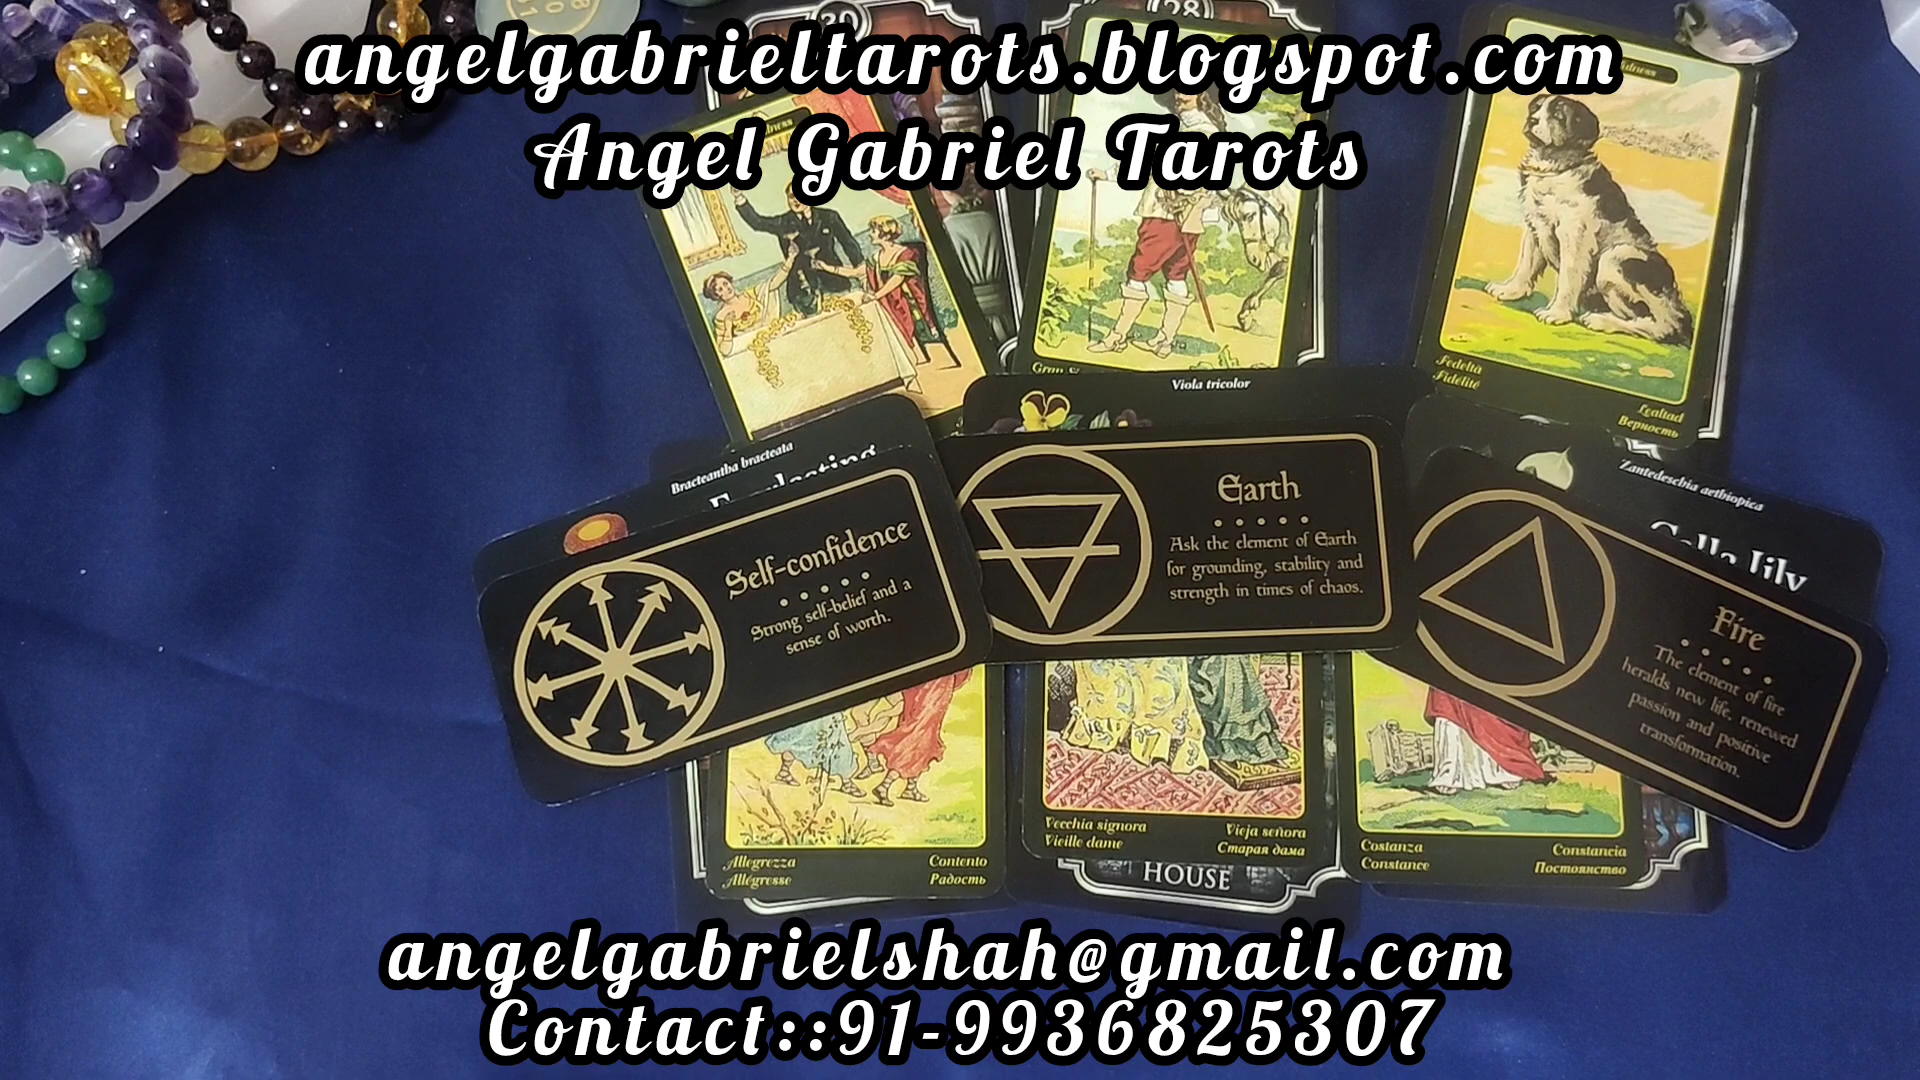 angelgabrieltarots.blogspot.com
Angel Gabriel Tarots
28
Viola tricolor
Fedeltà
Fidélité
Lealtad
Верность
Bracteantha bracteata
Zantedeschia aethiopica
Calla lily
Self-confidence
Strong self-belief and a
sense of worth.
Earth
Ask the element of Earth
for grounding, stability and
strength in times of chaos.
Fire
The element of fire
heralds new life, renewed
passion and positive
transformation.
Allegrezza
Allégresse
Contento
Радость
Vecchia signora
Vieille dame
Vieja señora
Старая дама
HOUSE
Costanza
Constance
Constancia
Постоянство
angelgabrielshah@gmail.com
Contact::91-9936825307